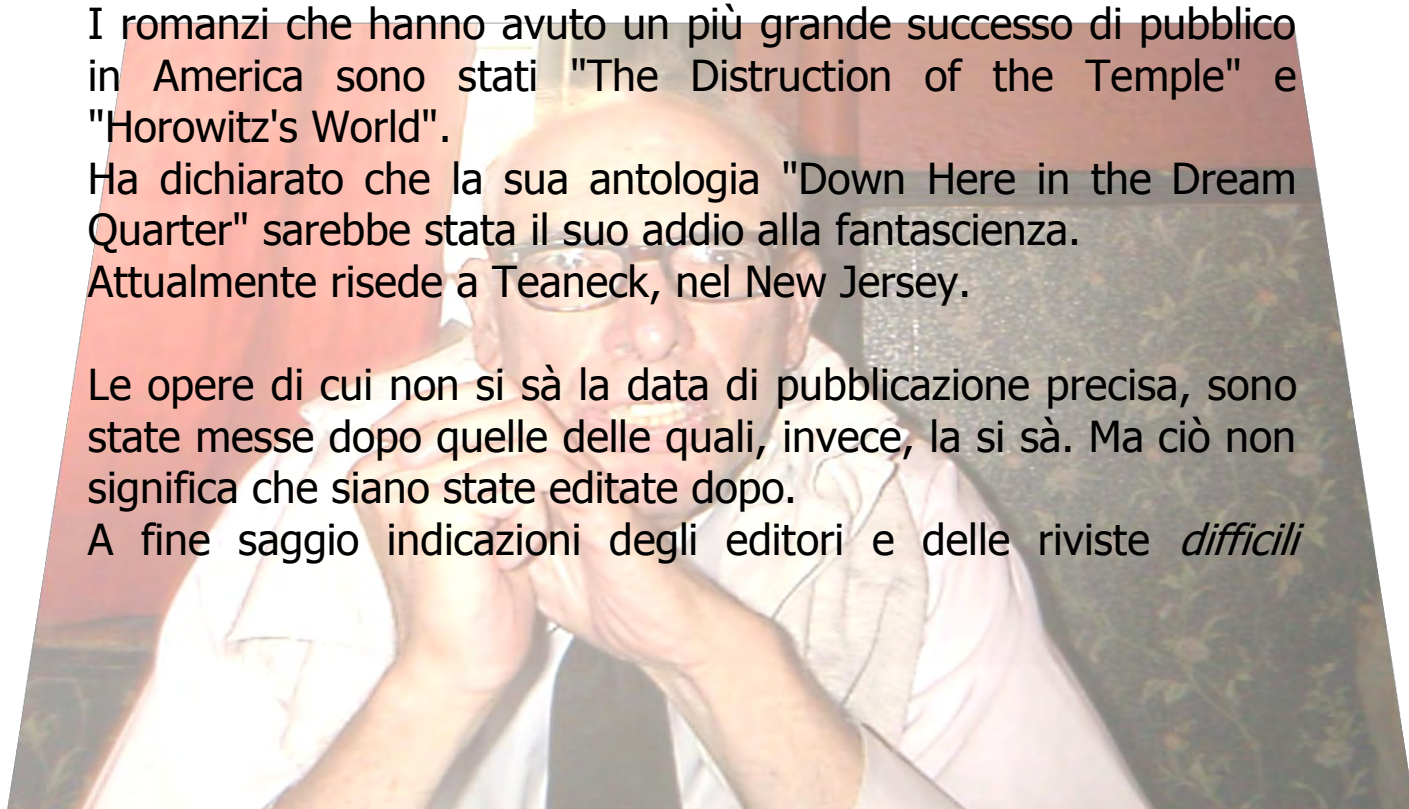 I romanzi che hanno avuto un più grande successo di pubblico
in America sono stati "The Distruction of the Temple" e
"Horowitz's World".
Ha dichiarato che la sua antologia "Down Here in the Dream
Quarter" sarebbe stata il suo addio alla fantascienza.
Attualmente risede a Teaneck, nel New Jersey.
Le opere di cui non si sà la data di pubblicazione precisa, sono
state messe dopo quelle delle quali, invece, la si sà. Ma ciò non
significa che siano state editate dopo.
A fine saggio indicazioni degli editori e delle riviste difficili